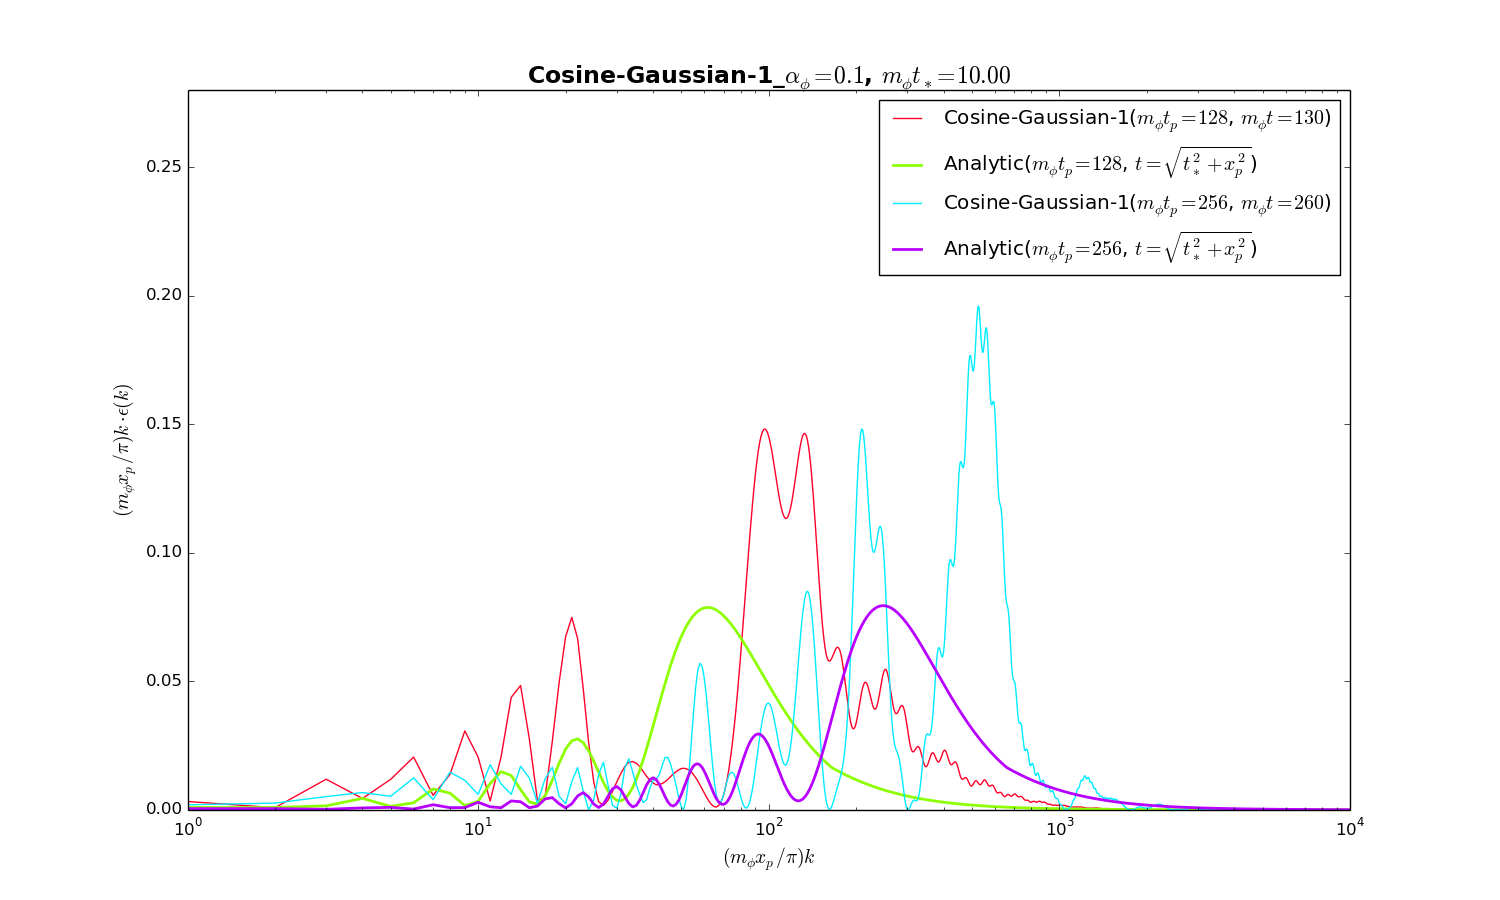 Cosine-Gaussian-1_α_ϕ=0.1, m_ϕt_*=10.00
Cosine-Gaussian-1(m_ϕt_p=128, m_ϕt=130)
Analytic(m_ϕt_p=128, t=√(t_*^2+x_p^2))
Cosine-Gaussian-1(m_ϕt_p=256, m_ϕt=260)
Analytic(m_ϕt_p=256, t=√(t_*^2+x_p^2))
0.25
0.20
0.15
0.10
0.05
0.00
(m_ϕx_p/π)k·ϵ(k)
10^0 10^1 10^2 10^3 10^4
(m_ϕx_p/π)k